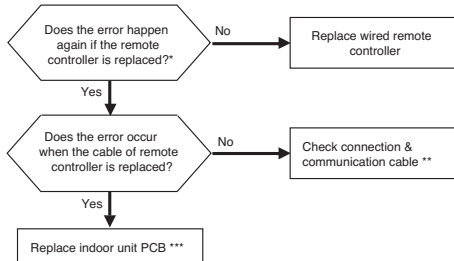 Does the error happen
again if the remote
controller is replaced?*
No
Replace wired remote
controller
Yes
Does the error occur
when the cable of remote
controller is replaced?
No
Check connection &
communication cable **
Yes
Replace indoor unit PCB ***